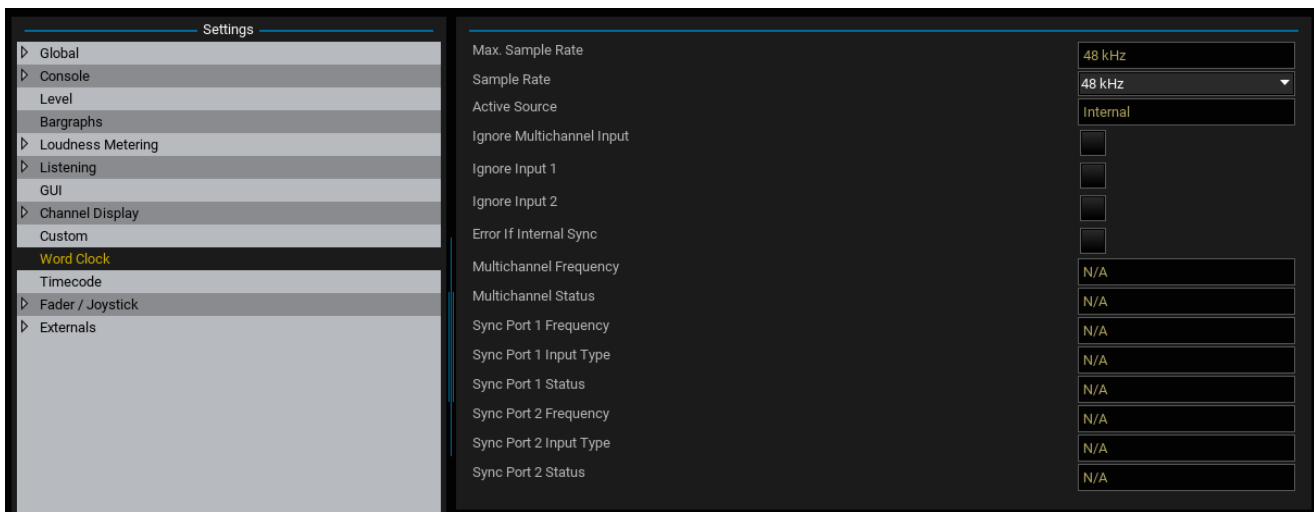 Settings
Global
Console
Level
Bargraphs
Loudness Metering
Listening
GUI
Channel Display
Custom
Word Clock
Timecode
Fader / Joystick
Externals
Max. Sample Rate 48 kHz
Sample Rate 48 kHz
Active Source Internal
Ignore Multichannel Input
Ignore Input 1
Ignore Input 2
Error If Internal Sync
Multichannel Frequency N/A
Multichannel Status N/A
Sync Port 1 Frequency N/A
Sync Port 1 Input Type N/A
Sync Port 1 Status N/A
Sync Port 2 Frequency N/A
Sync Port 2 Input Type N/A
Sync Port 2 Status N/A